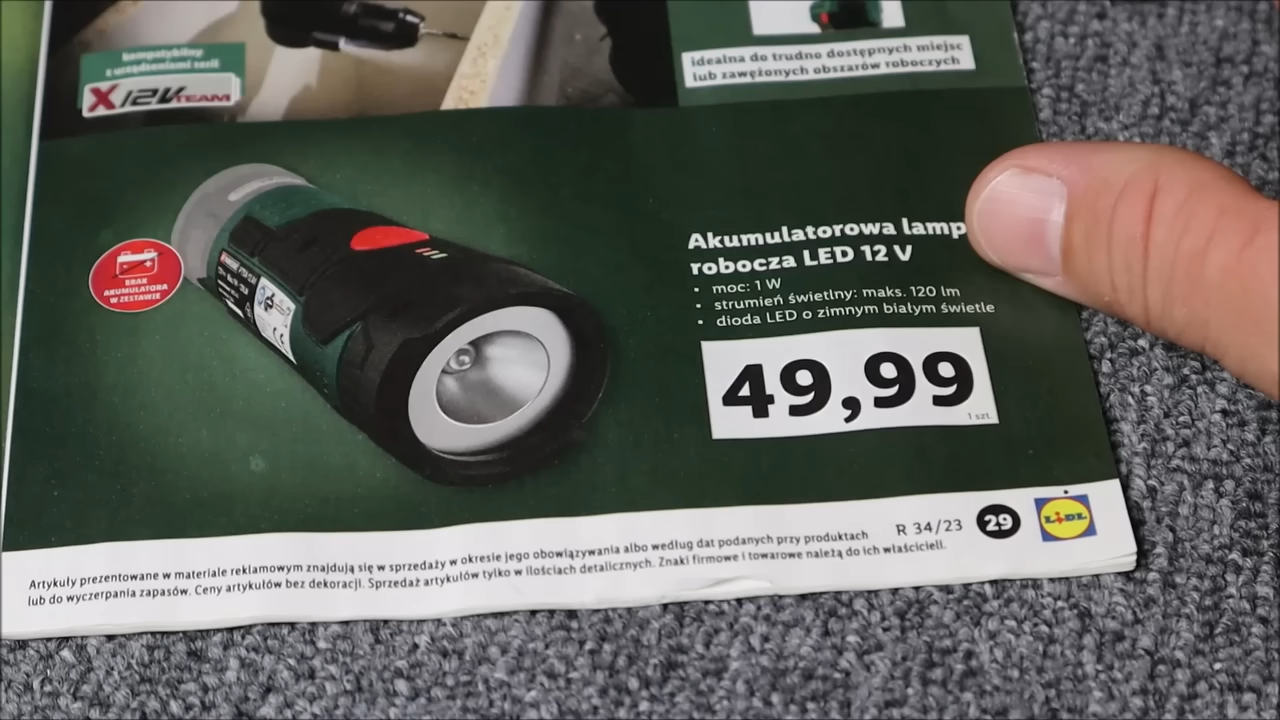 kompatybilny
z urządzeniami serii
X12VTEAM
idealna do trudno dostępnych miejsc
lub zawężonych obszarów roboczych
BRAK
AKUMULATORA
W ZESTAWIE
Akumulatorowa lamp
robocza LED 12 V
• moc: 1 W
• strumień świetlny: maks. 120 lm
• dioda LED o zimnym białym świetle
49,99
1 szt.
Artykuły prezentowane w materiale reklamowym znajdują się w sprzedaży w okresie jego obowiązywania albo według dat podanych przy produktach
lub do wyczerpania zapasów. Ceny artykułów bez dekoracji. Sprzedaż artykułów tylko w ilościach detalicznych. Znaki firmowe i towarowe należą do ich właścicieli.
R 34/23
29
LIDL